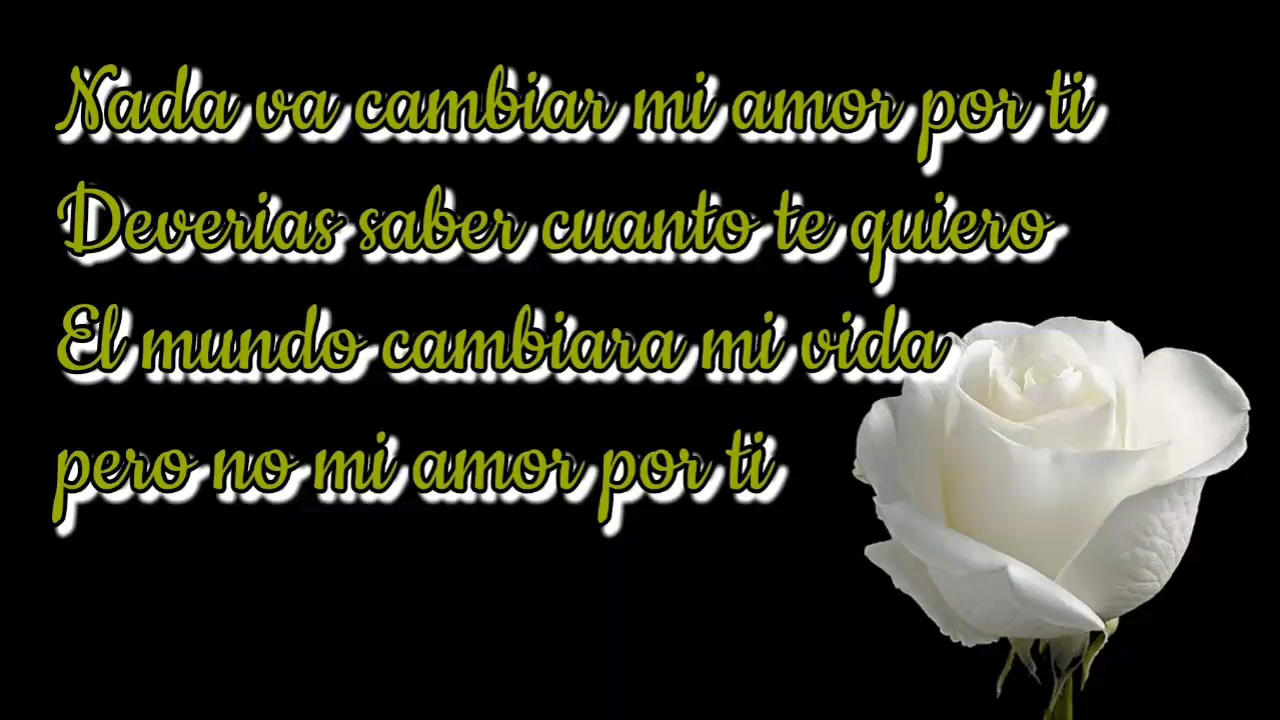 Nada va cambiar mi amor por ti
Deverias saber cuanto te quiero
El mundo cambiara mi vida
pero no mi amor por ti